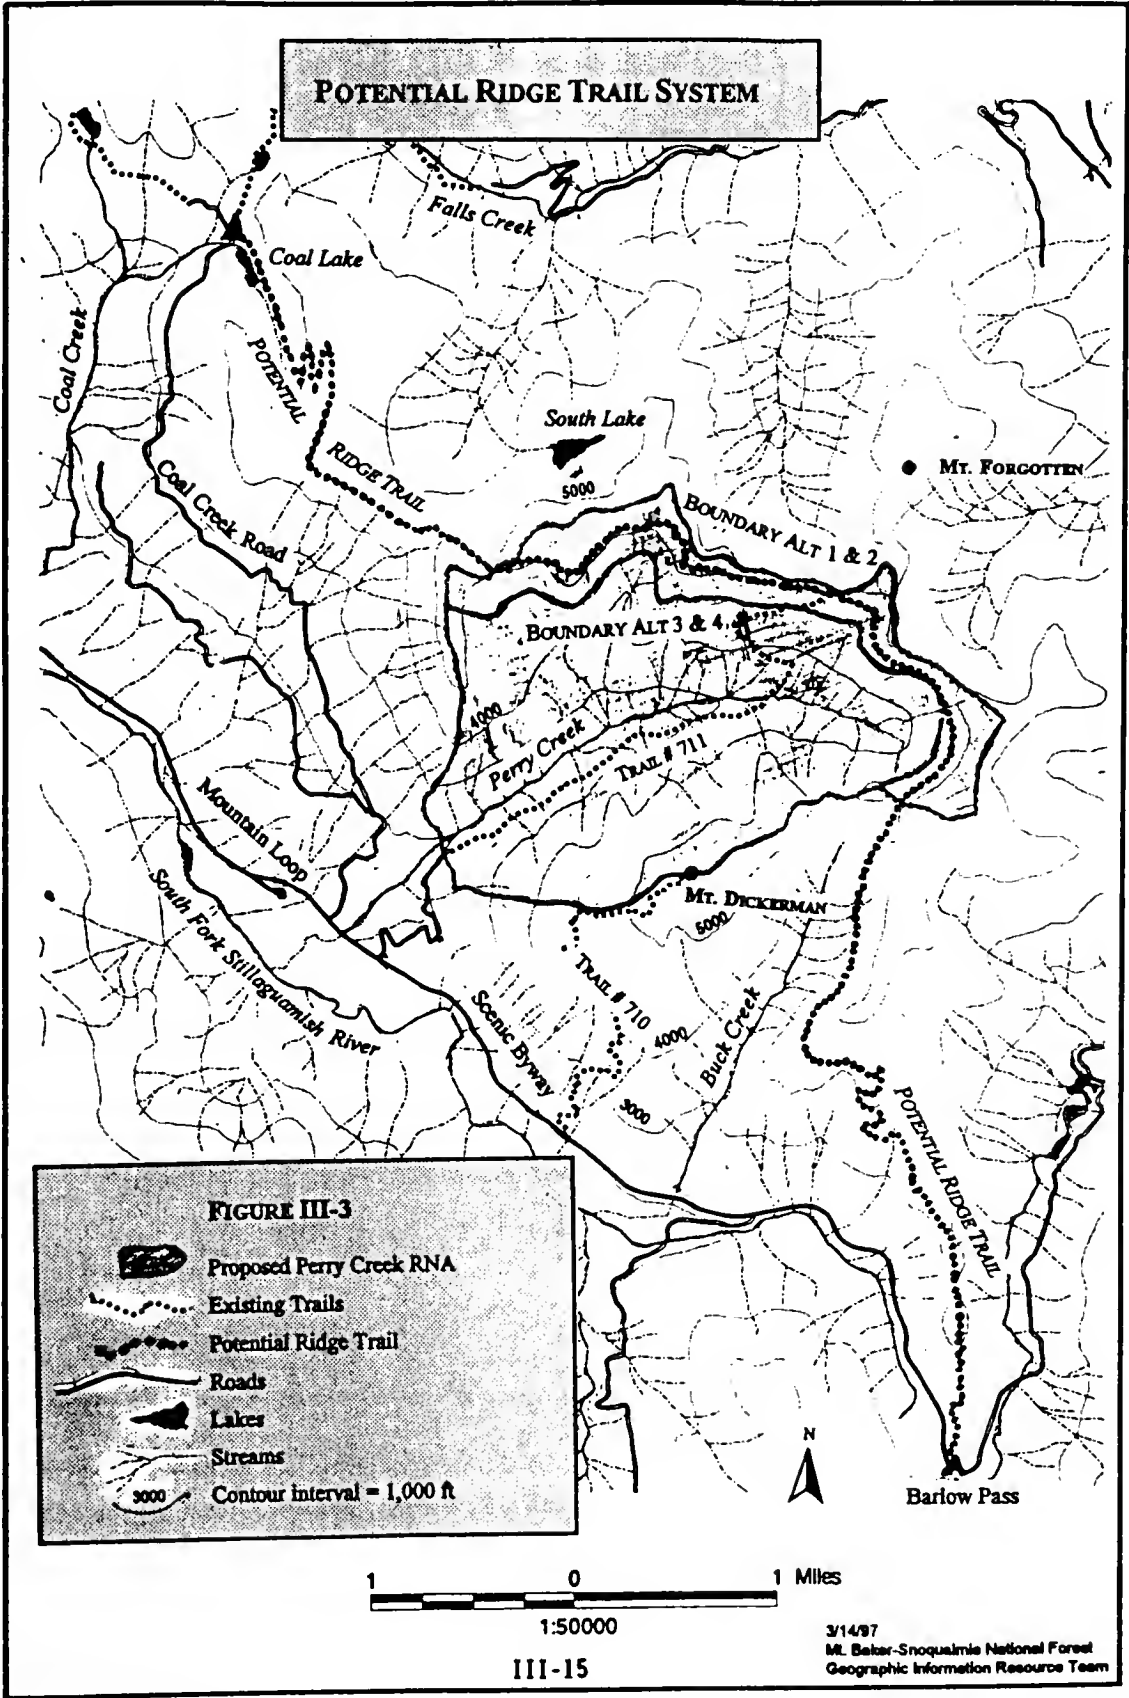 POTENTIAL RIDGE TRAIL SYSTEM
Falls Creek
Coal Lake
Coal Creek
POTENTIAL
RIDGE TRAIL
South Lake
5000
MT. FORGOTTEN
Coal Creek Road
BOUNDARY ALT 1 & 2
BOUNDARY ALT 3 & 4
4000
Perry Creek
TRAIL # 711
Mountain Loop
South Fork Stillaguamish River
MT. DICKERMAN
5000
TRAIL # 710
Scenic Byway
4000
Buck Creek
3000
POTENTIAL RIDGE TRAIL
FIGURE III-3
Proposed Perry Creek RNA
Existing Trails
Potential Ridge Trail
Roads
Lakes
Streams
3000
Contour interval = 1,000 ft
N
Barlow Pass
1 0 1 Miles
1:50000
III-15
3/14/97
Mt. Baker-Snoqualmie National Forest
Geographic Information Resource Team